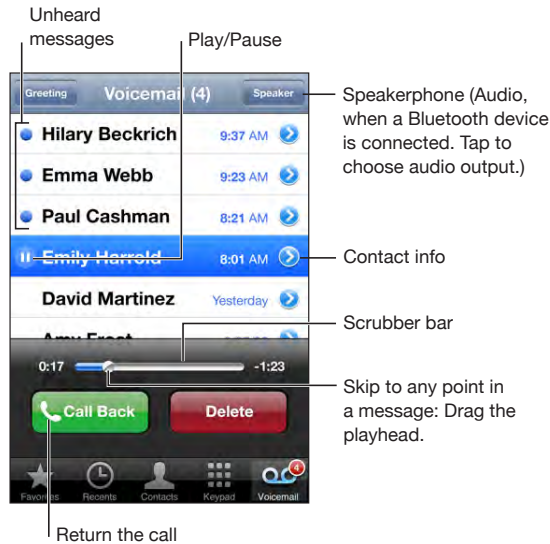 Unheard
messages
Play/Pause
Greeting Voicemail (4) Speaker
Speakerphone (Audio,
when a Bluetooth device
is connected. Tap to
choose audio output.)
Hilary Beckrich 9:37 AM
Emma Webb 9:23 AM
Paul Cashman 8:21 AM
Emily Harrold 8:01 AM
Contact info
David Martinez Yesterday
Scrubber bar
Amy Frost
0:17 -1:23
Skip to any point in
a message: Drag the
playhead.
Call Back Delete
4
Favorites Recents Contacts Keypad Voicemail
Return the call